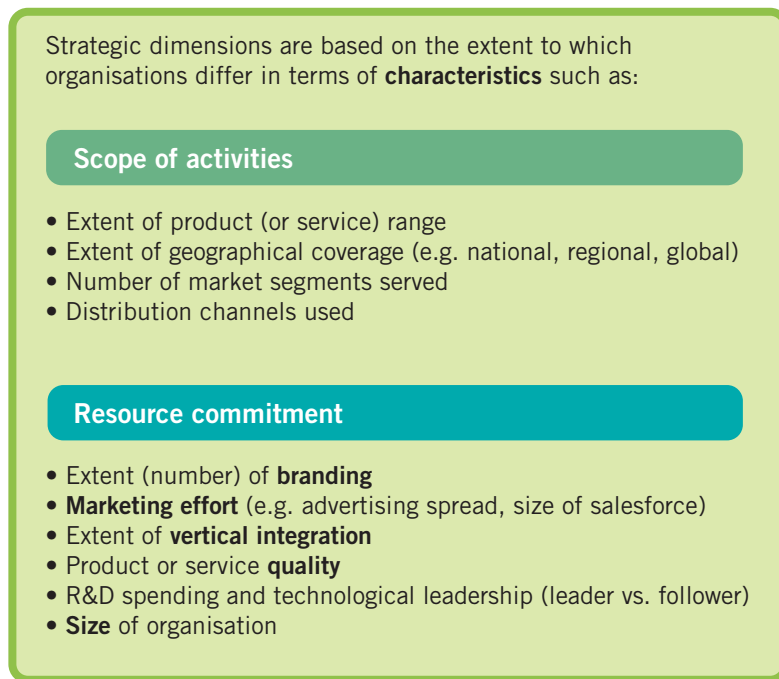 Strategic dimensions are based on the extent to which
organisations differ in terms of characteristics such as:
Scope of activities
• Extent of product (or service) range
• Extent of geographical coverage (e.g. national, regional, global)
• Number of market segments served
• Distribution channels used
Resource commitment
• Extent (number) of branding
• Marketing effort (e.g. advertising spread, size of salesforce)
• Extent of vertical integration
• Product or service quality
• R&D spending and technological leadership (leader vs. follower)
• Size of organisation